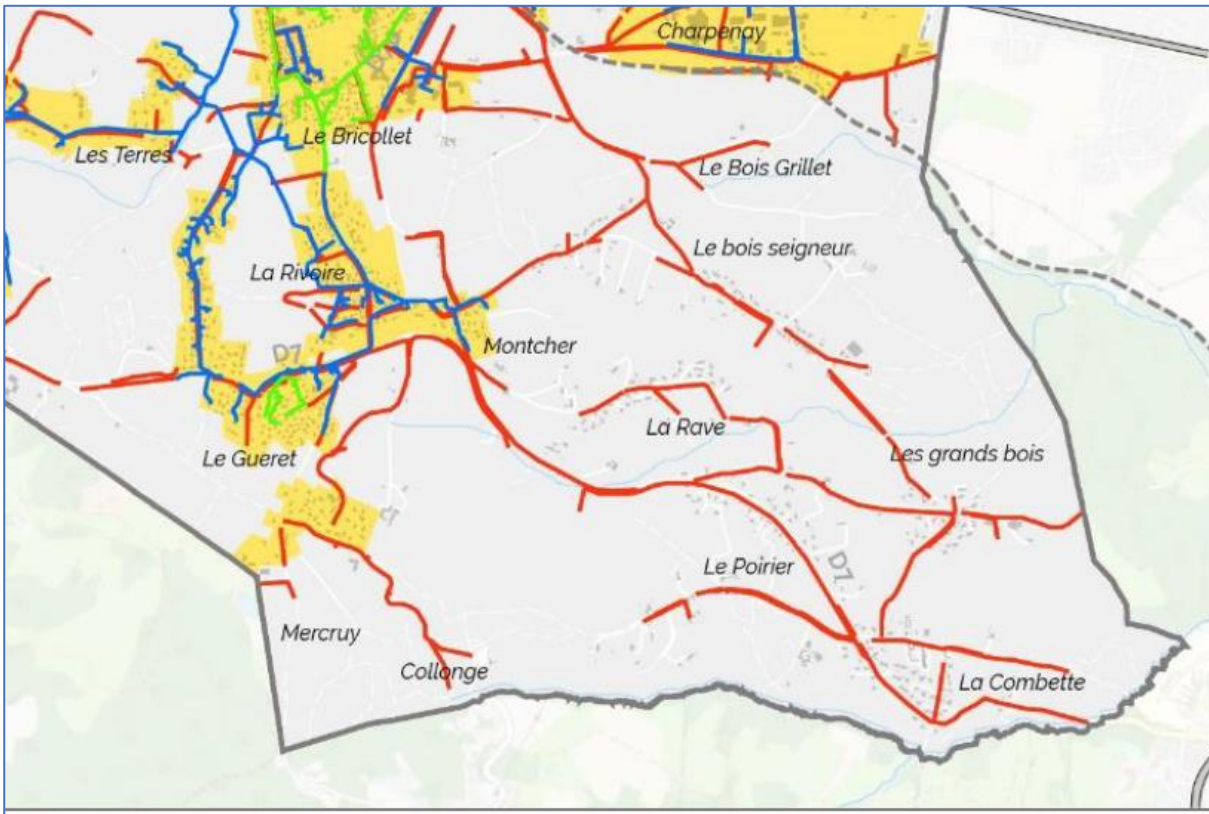 Charpenay
Le Bricollet
Les Terres
Le Bois Grillet
Le bois seigneur
La Rivoire
Montcher
D7
La Rave
Le Gueret
Les grands bois
Le Poirier
D7
Mercruy
Collonge
La Combette